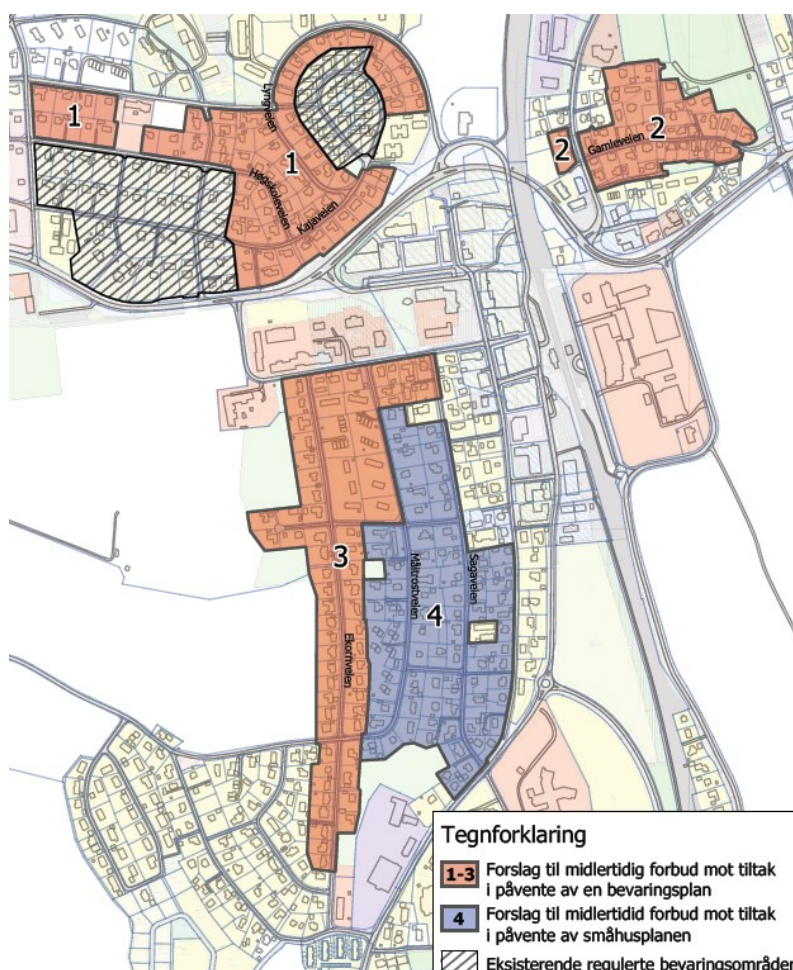 1
Lyngveien
1
Høgskoleveien
Kajaveien
2
Gamleveien
2
3
Ekornveien
Måltrostveien
4
Sagaveien
Tegnforklaring
1-3 Forslag til midlertidig forbud mot tiltak
i påvente av en bevaringsplan
4 Forslag til midlertidid forbud mot tiltak
i påvente av småhusplanen
Eksisterende regulerte bevaringsområder